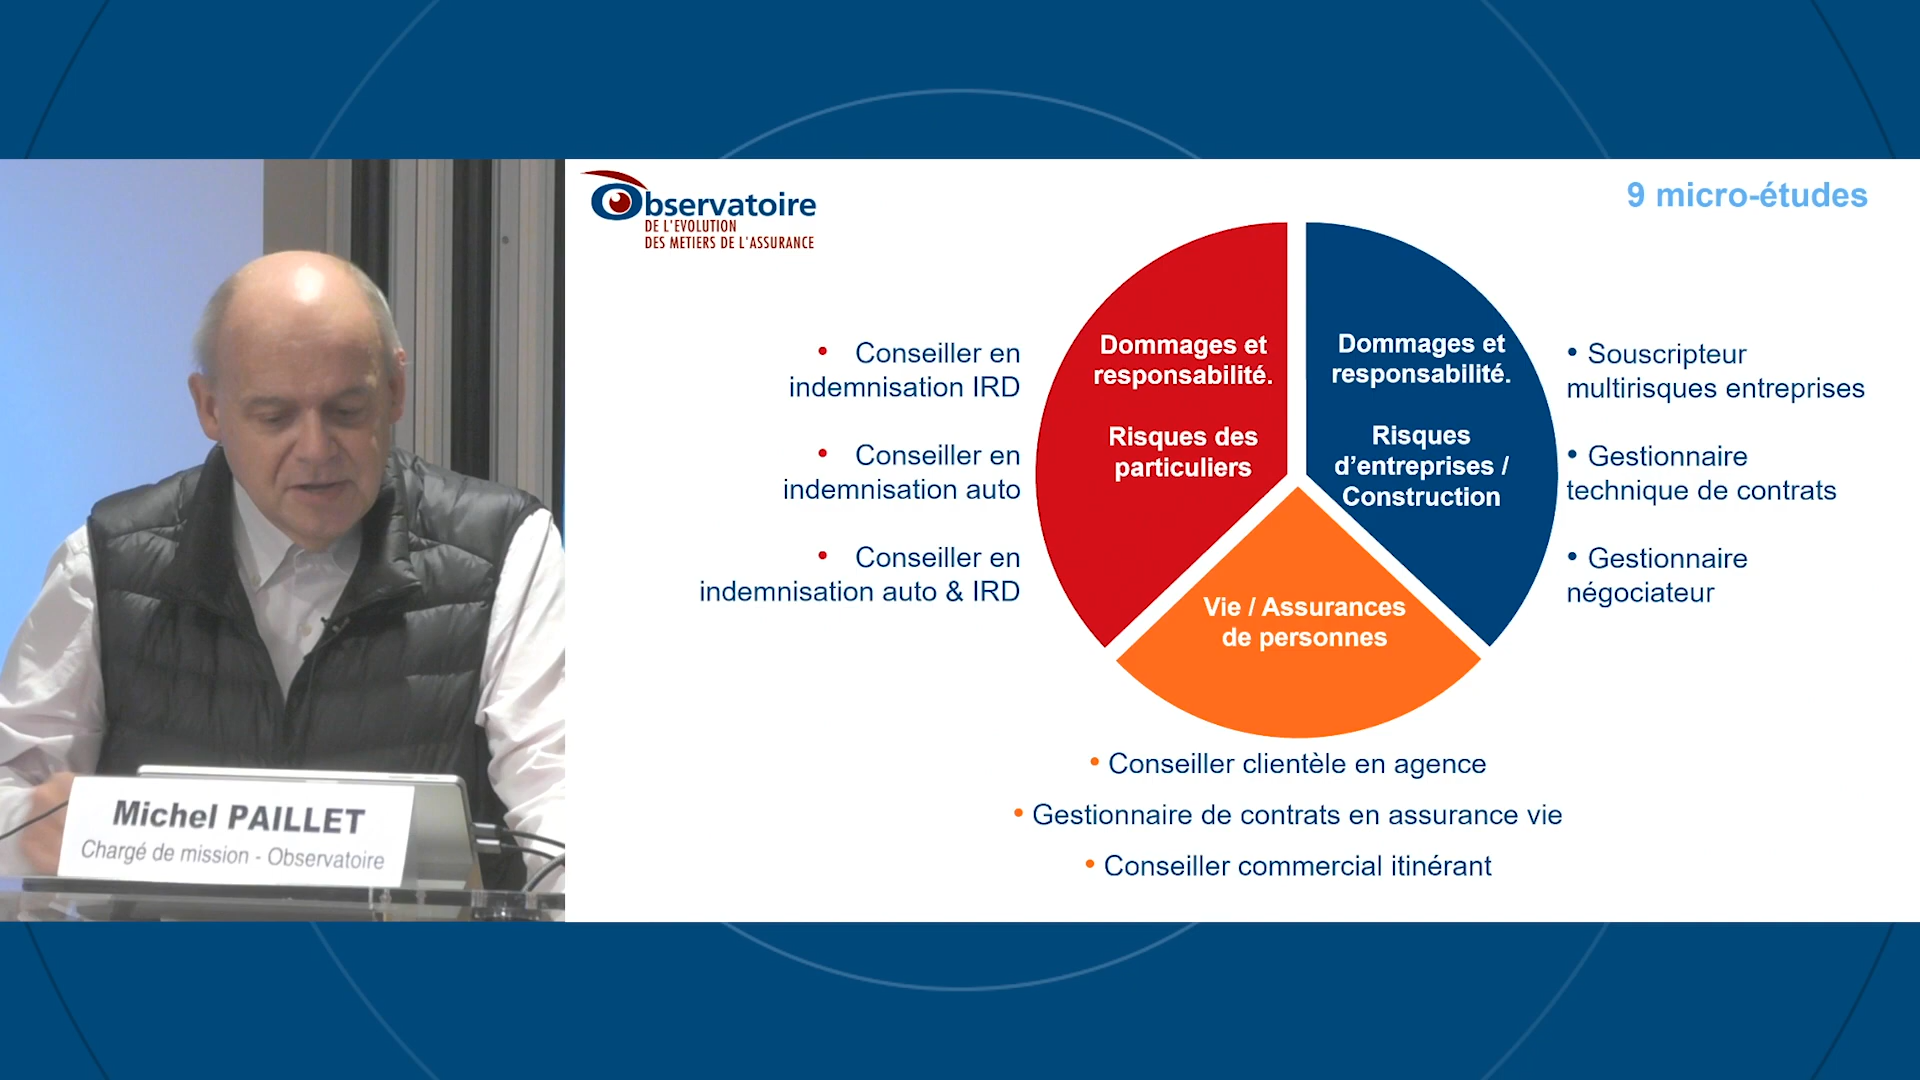 Observatoire
DE L'EVOLUTION
DES METIERS DE L'ASSURANCE
9 micro-études
• Conseiller en
indemnisation IRD
• Conseiller en
indemnisation auto
• Conseiller en
indemnisation auto & IRD
Dommages et
responsabilité.
Risques des
particuliers
Dommages et
responsabilité.
Risques
d’entreprises /
Construction
• Souscripteur
multirisques entreprises
• Gestionnaire
technique de contrats
• Gestionnaire
négociateur
Vie / Assurances
de personnes
• Conseiller clientèle en agence
• Gestionnaire de contrats en assurance vie
• Conseiller commercial itinérant
Michel PAILLET
Chargé de mission - Observatoire